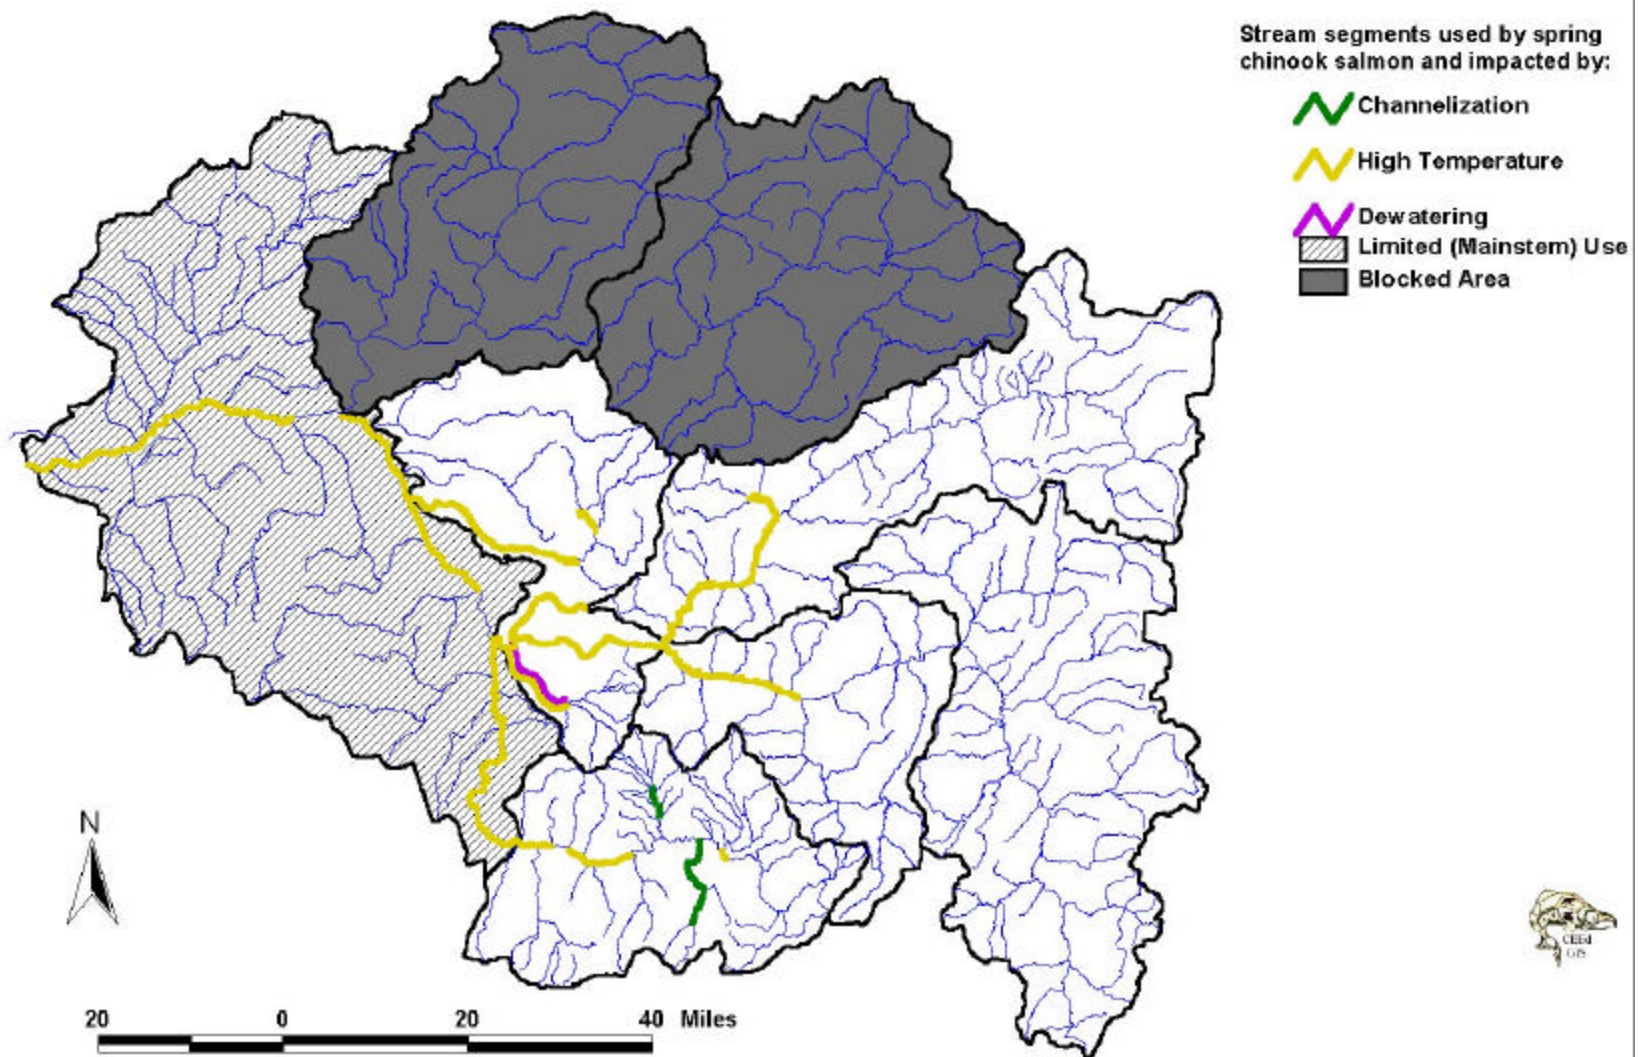 Stream segments used by spring
chinook salmon and impacted by:
Channelization
High Temperature
Dewatering
Limited (Mainstem) Use
Blocked Area
N
20 0 20 40 Miles